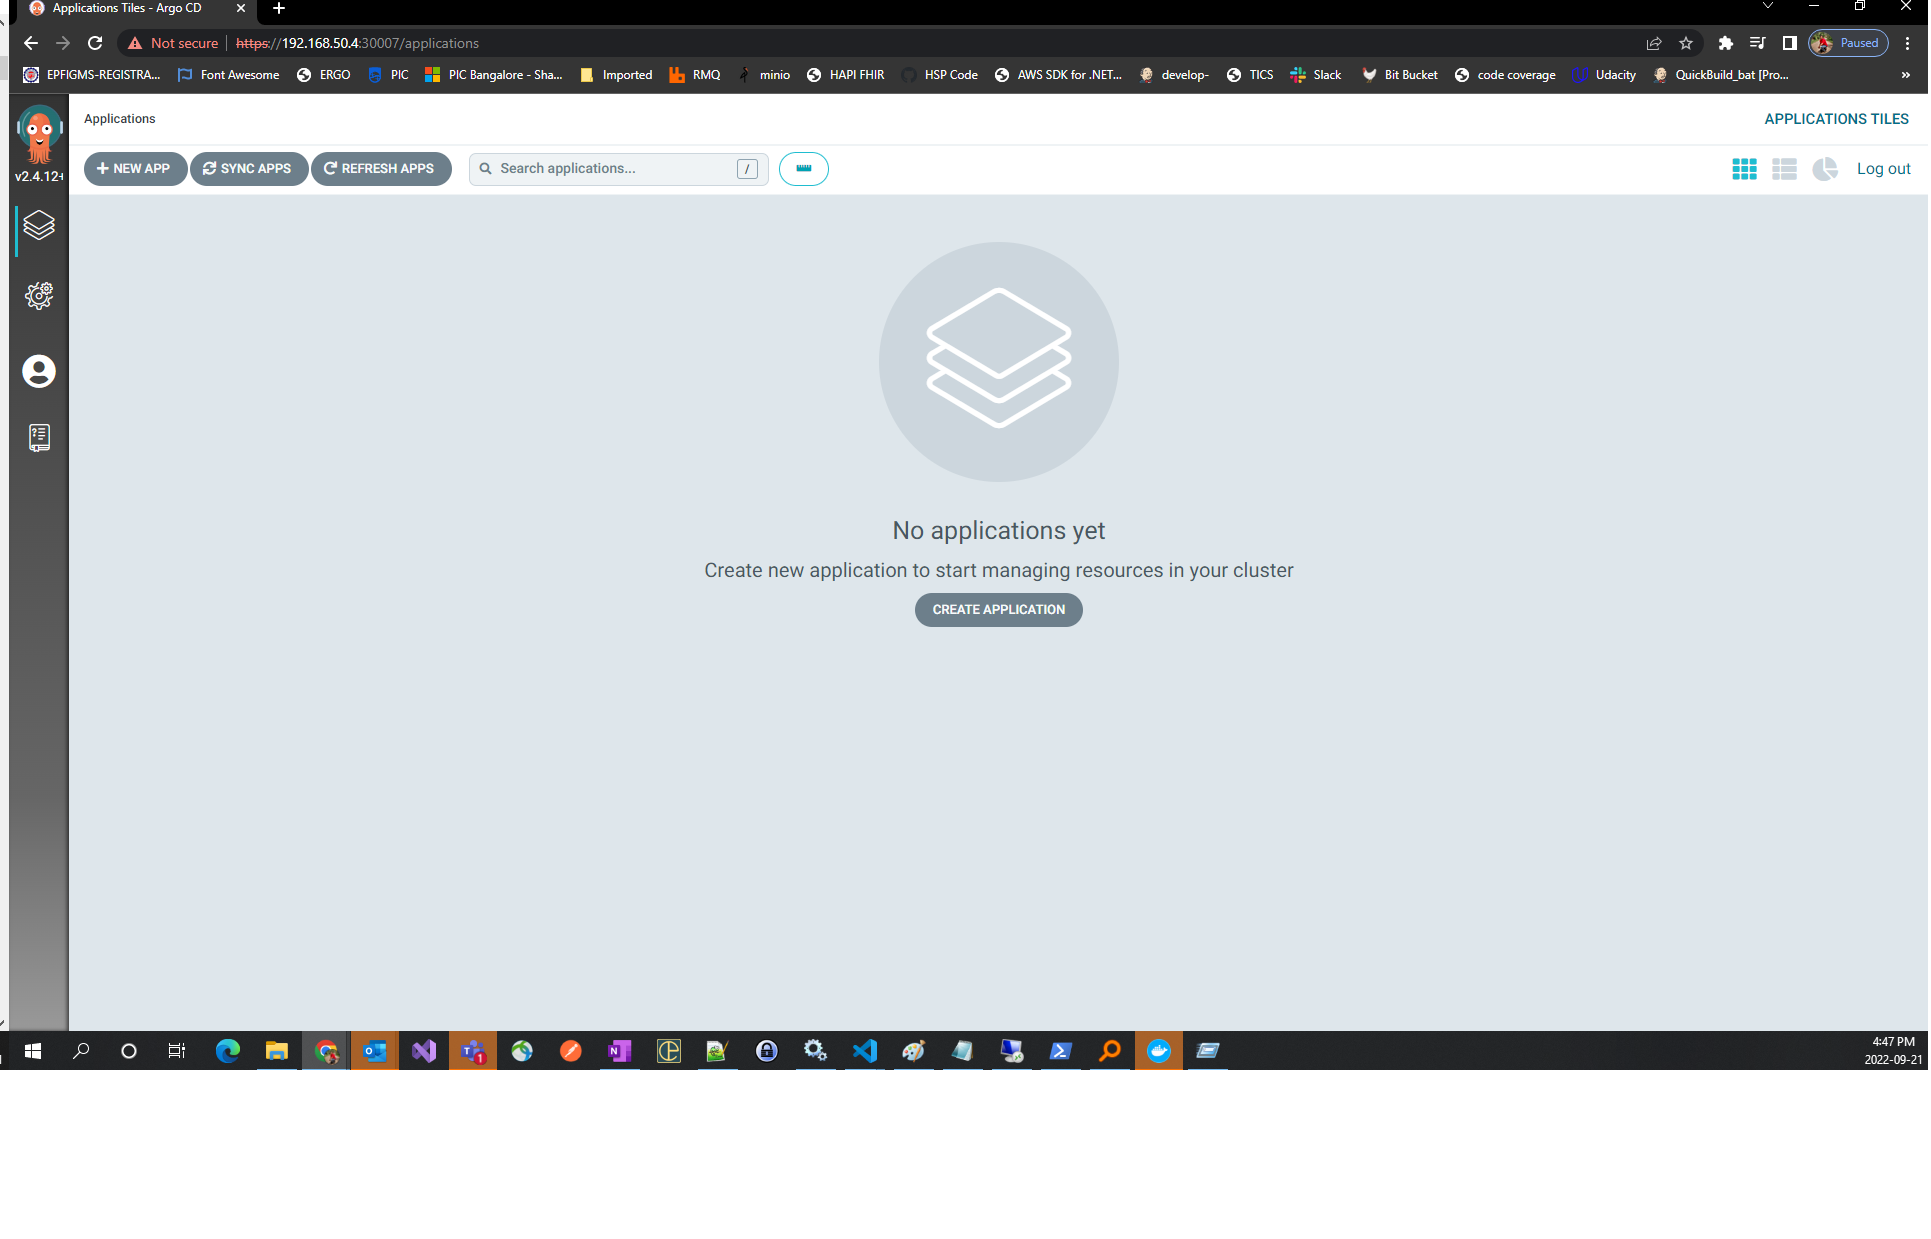 Applications Tiles - Argo CD
Not secure https://192.168.50.4:30007/applications Paused
EPFIGMS-REGISTRA... Font Awesome ERGO PIC PIC Bangalore - Sha... Imported RMQ minio HAPI FHIR HSP Code AWS SDK for .NET... develop- TICS Slack Bit Bucket code coverage Udacity QuickBuild_bat [Pro... »
Applications APPLICATIONS TILES
v2.4.12+
NEW APP SYNC APPS REFRESH APPS Search applications... / Log out
No applications yet
Create new application to start managing resources in your cluster
CREATE APPLICATION
4:47 PM
2022-09-21